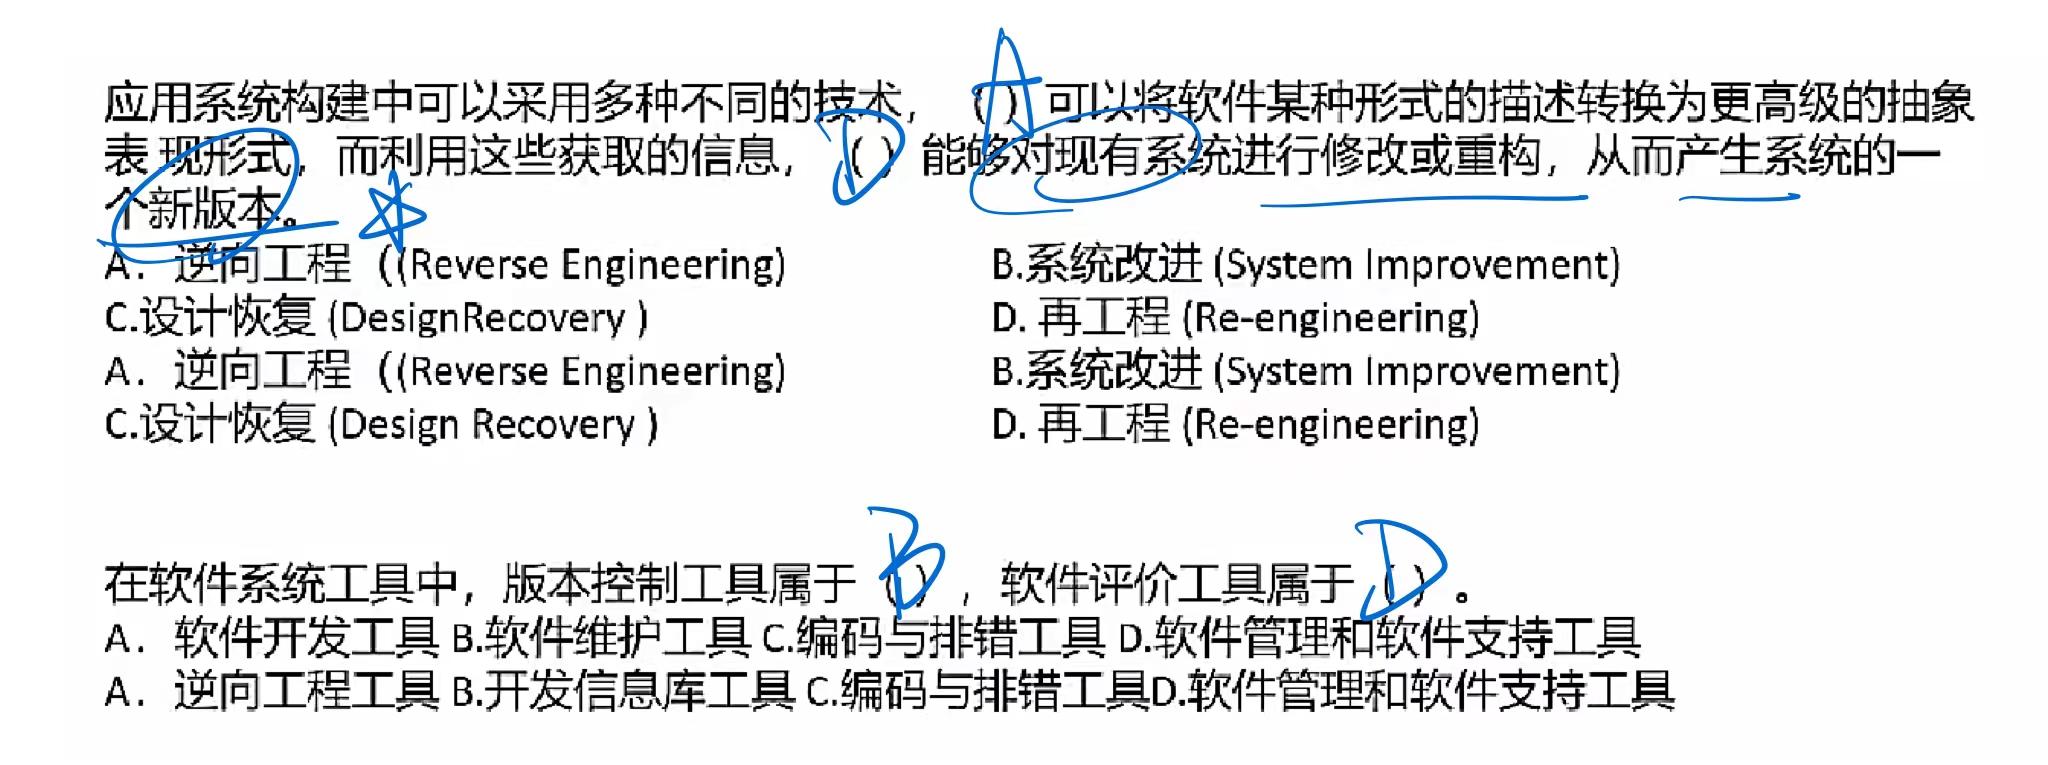 应用系统构建中可以采用多种不同的技术，（ ）可以将软件某种形式的描述转换为更高级的抽象
表现形式，而利用这些获取的信息，（ ）能够对现有系统进行修改或重构，从而产生系统的一
个新版本。
A
D
A．逆向工程（(Reverse Engineering) B.系统改进 (System Improvement)
C.设计恢复 (DesignRecovery ) D. 再工程 (Re-engineering)
A．逆向工程（(Reverse Engineering) B.系统改进 (System Improvement)
C.设计恢复 (Design Recovery ) D. 再工程 (Re-engineering)
B D
在软件系统工具中，版本控制工具属于（ ），软件评价工具属于（ ）。
A．软件开发工具 B.软件维护工具 C.编码与排错工具 D.软件管理和软件支持工具
A．逆向工程工具 B.开发信息库工具 C.编码与排错工具D.软件管理和软件支持工具